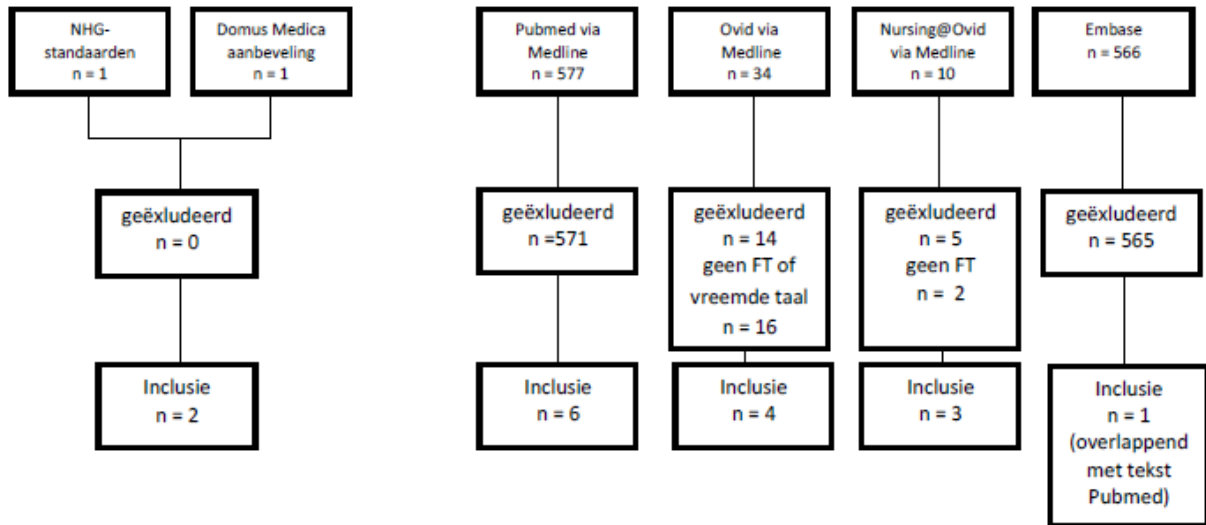 NHG-
standaarden
n = 1
Domus Medica
aanbeveling
n = 1
Pubmed via
Medline
n = 577
Ovid via
Medline
n = 34
Nursing@Ovid
via Medline
n = 10
Embase
n = 566
geëxludeerd
n = 0
geëxludeerd
n =571
geëxludeerd
n = 14
geen FT of
vreemde taal
n = 16
geëxludeerd
n = 5
geen FT
n = 2
geëxludeerd
n = 565
Inclusie
n = 2
Inclusie
n = 6
Inclusie
n = 4
Inclusie
n = 3
Inclusie
n = 1
(overlappend
met tekst
Pubmed)